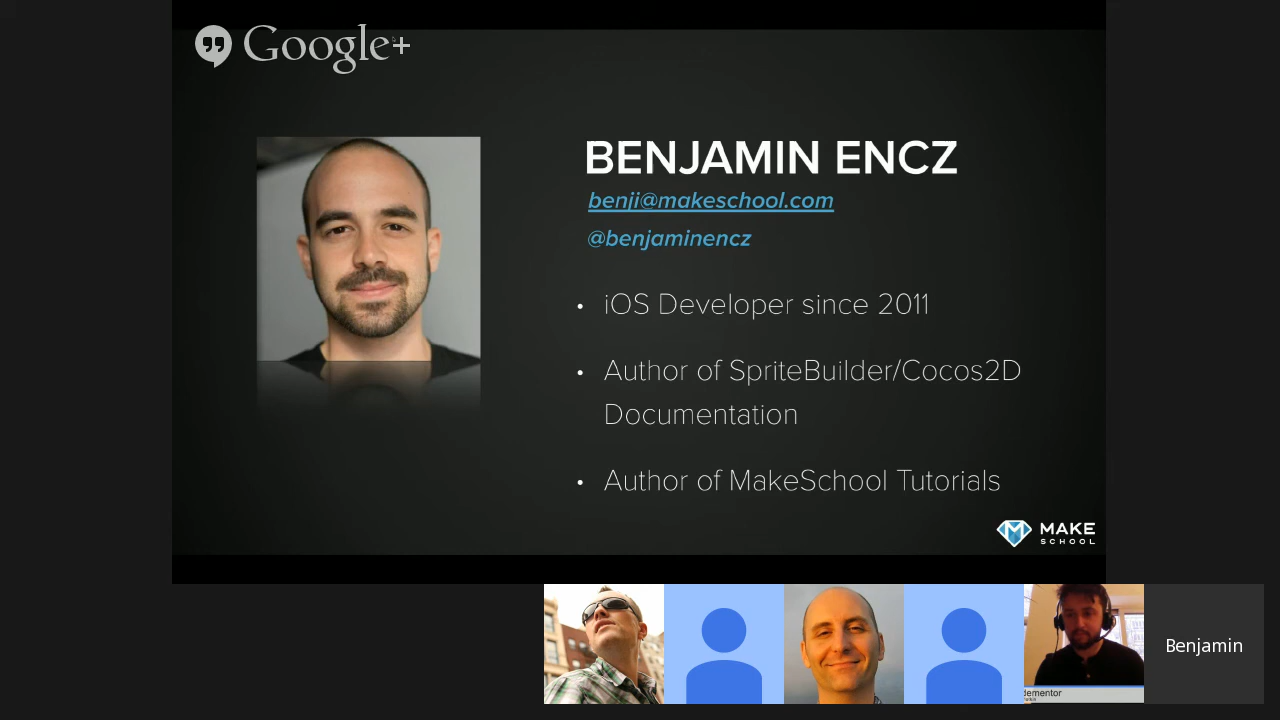 Google+
BENJAMIN ENCZ
benji@makeschool.com
@benjaminencz
• iOS Developer since 2011
• Author of SpriteBuilder/Cocos2D
Documentation
• Author of MakeSchool Tutorials
MAKE
SCHOOL
dementor
Benjamin